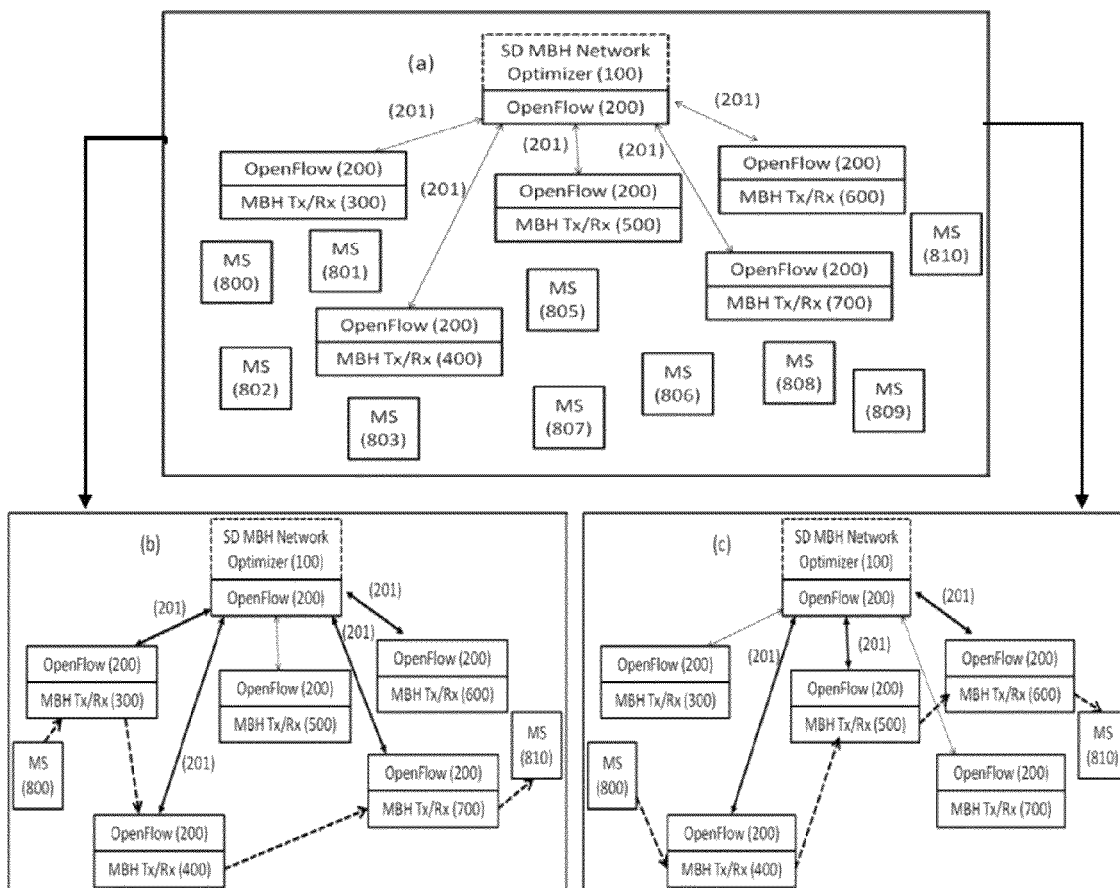 (a)
SD MBH Network
Optimizer (100)
OpenFlow (200)
(201)
(201)
(201)
(201)
(201)
OpenFlow (200)
MBH Tx/Rx (300)
OpenFlow (200)
MBH Tx/Rx (500)
OpenFlow (200)
MBH Tx/Rx (600)
MS
(800)
MS
(801)
MS
(810)
OpenFlow (200)
MBH Tx/Rx (700)
MS
(805)
OpenFlow (200)
MBH Tx/Rx (400)
MS
(802)
MS
(803)
MS
(807)
MS
(806)
MS
(808)
MS
(809)
(b)
SD MBH Network
Optimizer (100)
OpenFlow (200)
(201)
(201)
(201)
(201)
OpenFlow (200)
MBH Tx/Rx (300)
OpenFlow (200)
MBH Tx/Rx (500)
OpenFlow (200)
MBH Tx/Rx (600)
MS
(800)
MS
(810)
OpenFlow (200)
MBH Tx/Rx (700)
OpenFlow (200)
MBH Tx/Rx (400)
(c)
SD MBH Network
Optimizer (100)
OpenFlow (200)
(201)
(201)
(201)
OpenFlow (200)
MBH Tx/Rx (300)
OpenFlow (200)
MBH Tx/Rx (500)
OpenFlow (200)
MBH Tx/Rx (600)
MS
(800)
MS
(810)
OpenFlow (200)
MBH Tx/Rx (700)
OpenFlow (200)
MBH Tx/Rx (400)